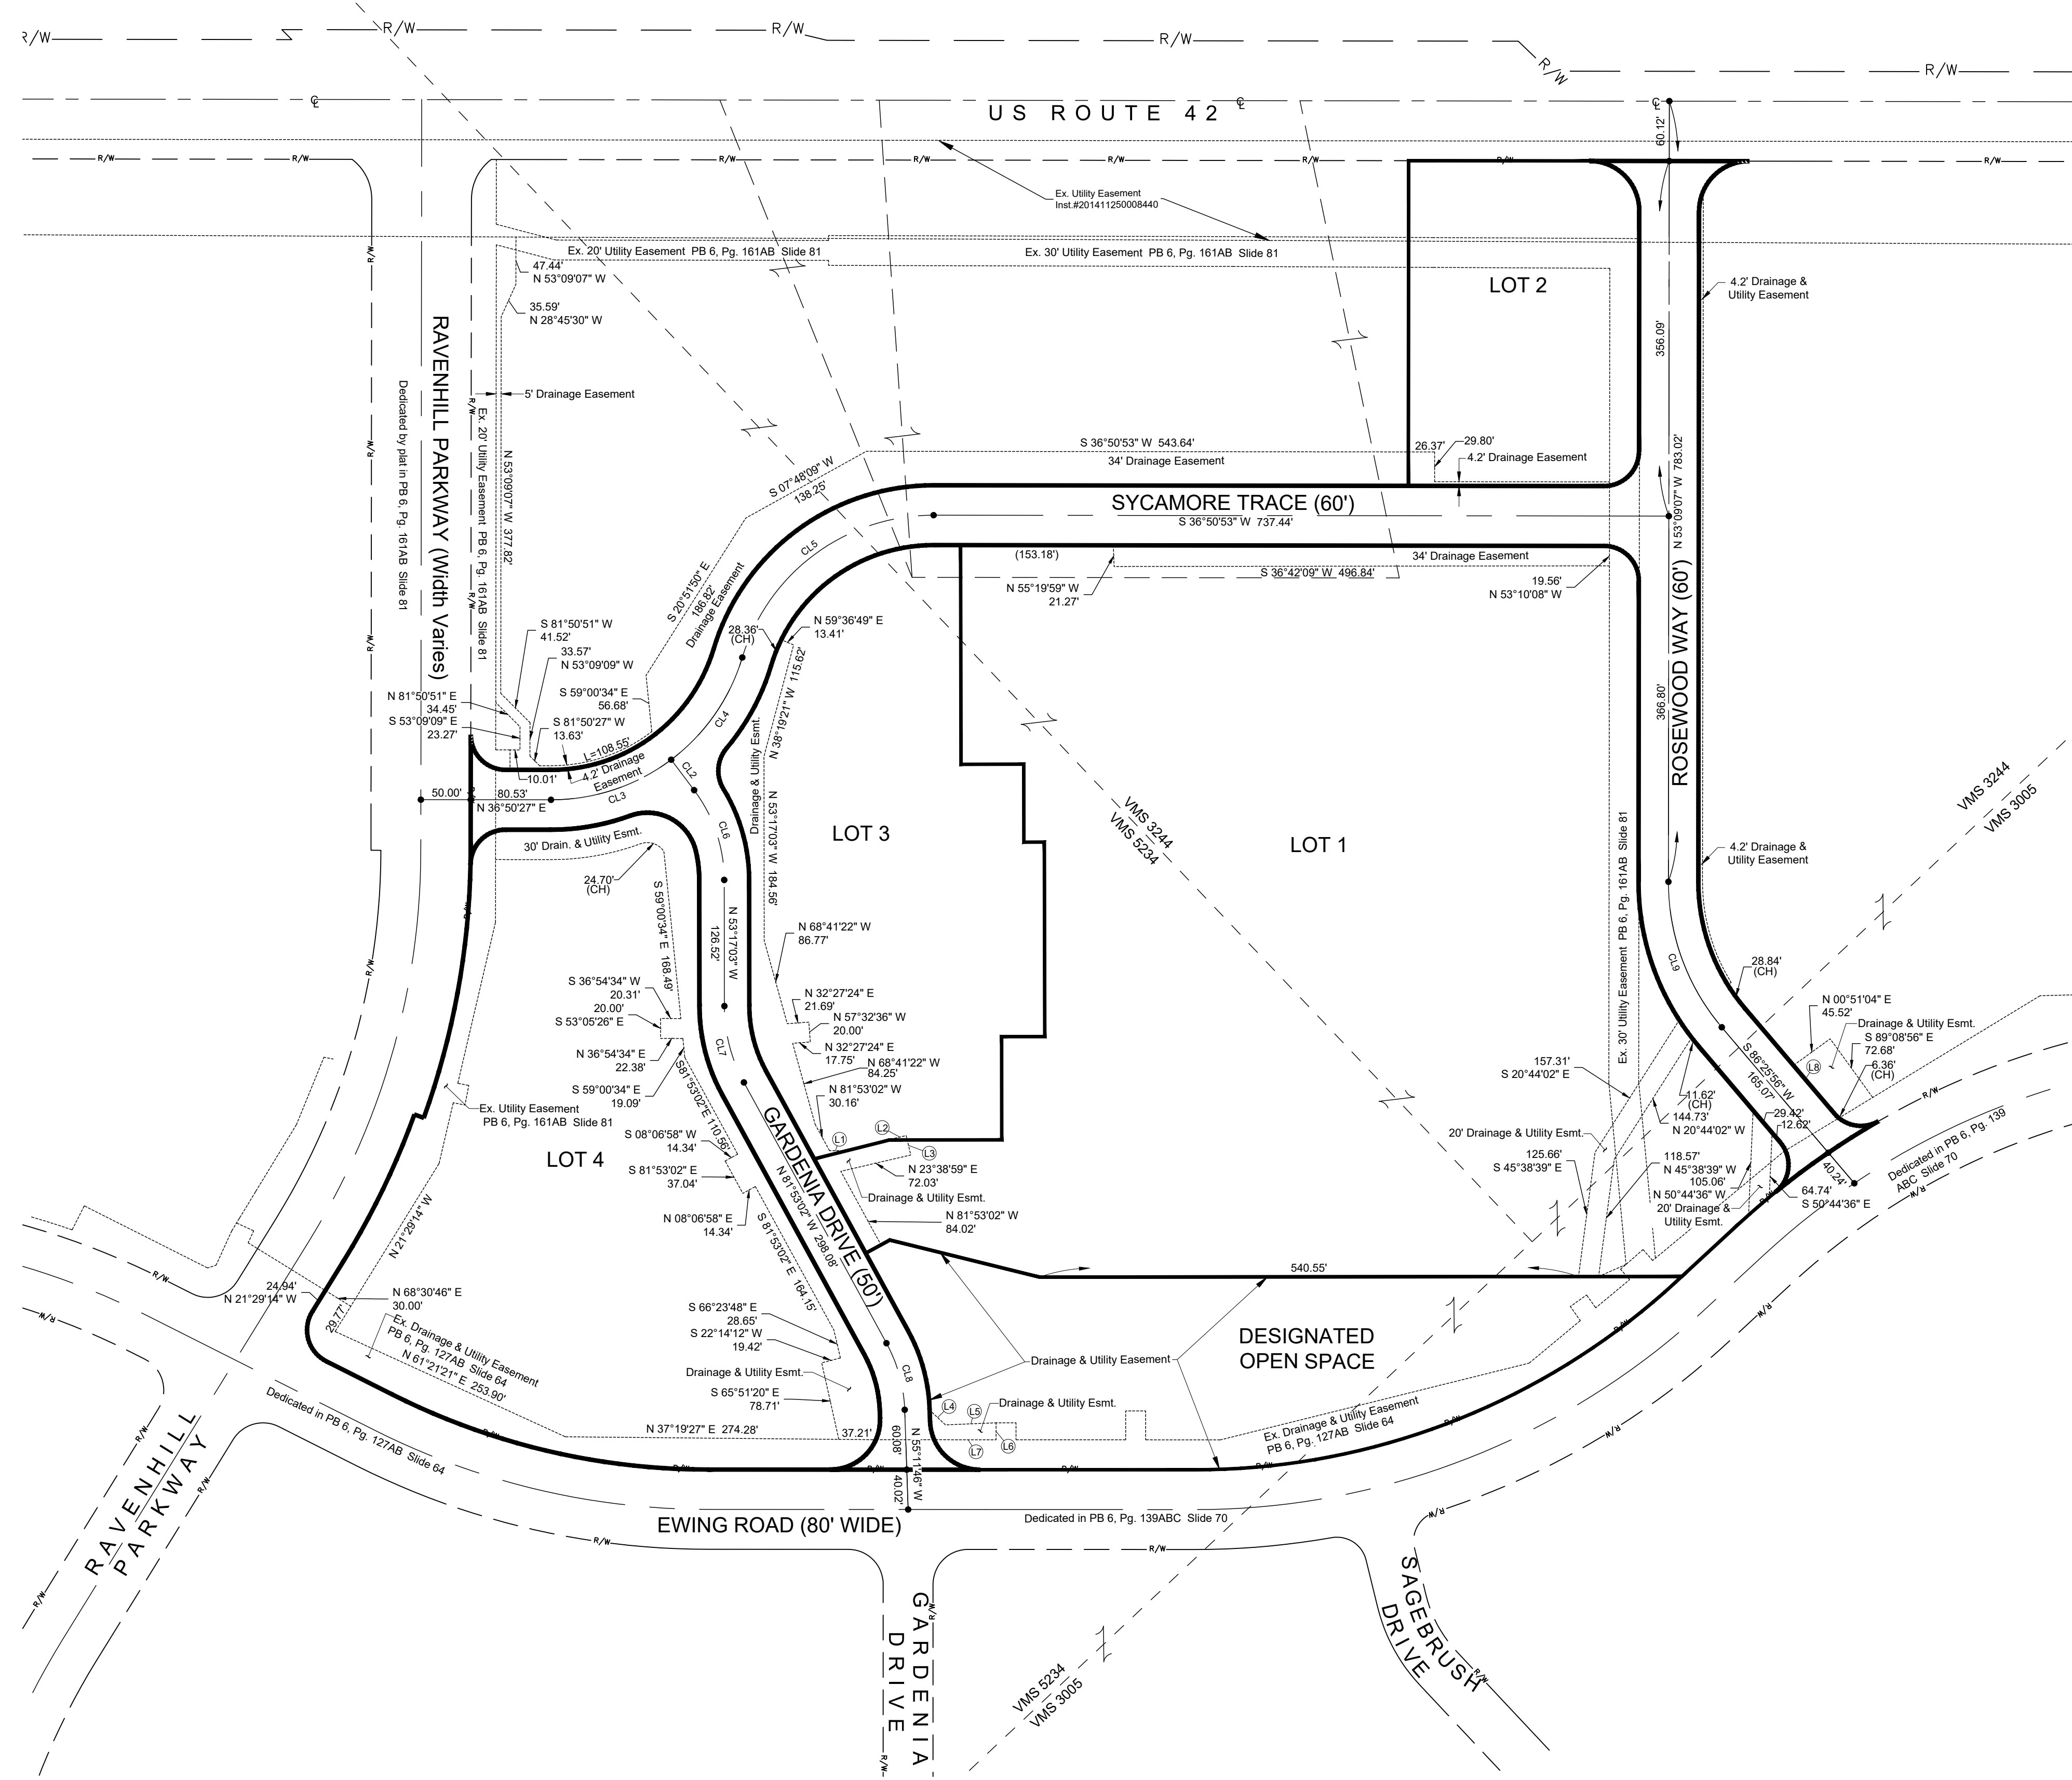 R/W
R/W
R/W
R/W
R/W
R/W
℄
℄
℄
US ROUTE 42
60.12'
R/W
R/W
R/W
R/W
R/W
R/W
R/W
R/W
Ex. Utility Easement
Inst.#201411250008440
Ex. 20' Utility Easement PB 6, Pg. 161AB Slide 81
Ex. 30' Utility Easement PB 6, Pg. 161AB Slide 81
47.44'
N 53°09'07" W
35.59'
N 28°45'30" W
LOT 2
4.2' Drainage &
Utility Easement
356.09'
RAVENHILL PARKWAY (Width Varies)
Dedicated by plat in PB 6, Pg. 161AB Slide 81
R/W
R/W
R/W
R/W
R/W
Ex. 20' Utility Easement PB 6, Pg. 161AB Slide 81
5' Drainage Easement
N 53°09'07" W 377.82'
S 07°48'09" W
138.25'
S 36°50'53" W 543.64'
34' Drainage Easement
26.37'
29.80'
4.2' Drainage Easement
N 53°09'07" W 783.02'
SYCAMORE TRACE (60')
S 36°50'53" W 737.44'
CL5
(153.18')
34' Drainage Easement
S 36°42'09" W 496.84'
N 55°19'59" W
21.27'
19.56'
N 53°10'08" W
S 20°51'50" E
186.82'
Drainage Easement
28.36'
(CH)
N 59°36'49" E
13.41'
ROSEWOOD WAY (60')
366.80'
S 81°50'51" W
41.52'
33.57'
N 53°09'09" W
N 81°50'51" E
34.45'
S 53°09'09" E
23.27'
S 59°00'34" E
56.68'
S 81°50'27" W
13.63'
L=108.55'
4.2' Drainage
Easement
10.01'
CL4
CL2
CL3
CL6
N 38°19'21" W 115.62'
Drainage & Utility Esmt.
50.00'
R/W
80.53'
N 36°50'27" E
30' Drain. & Utility Esmt.
24.70'
(CH)
S 59°00'34" E 168.49'
N 53°17'03" W
126.52'
N 53°17'03" W 184.56'
LOT 3
LOT 1
VMS 3244
VMS 5234
VMS 3244
VMS 3005
Ex. 30' Utility Easement PB 6, Pg. 161AB Slide 81
4.2' Drainage &
Utility Easement
R/W
R/W
N 68°41'22" W
86.77'
CL9
28.84'
(CH)
S 36°54'34" W
20.31'
20.00'
S 53°05'26" E
N 32°27'24" E
21.69'
N 57°32'36" W
20.00'
N 32°27'24" E
17.75'
N 68°41'22" W
84.25'
N 81°53'02" W
30.16'
N 36°54'34" E
22.38'
S 59°00'34" E
19.09'
CL7
S81°53'02"E 110.56'
N 00°51'04" E
45.52'
Drainage & Utility Esmt.
S 89°08'56" E
72.68'
6.36'
(CH)
L8
S 86°25'56" W
165.07'
157.31'
S 20°44'02" E
11.62'
(CH)
144.73'
N 20°44'02" W
29.42'
12.62'
R/W
Ex. Utility Easement
PB 6, Pg. 161AB Slide 81
LOT 4
S 08°06'58" W
14.34'
S 81°53'02" E
37.04'
N 08°06'58" E
14.34'
GARDENIA DRIVE (50')
N 81°53'02" W 298.08'
L1
L2
L3
N 23°38'59" E
72.03'
Drainage & Utility Esmt.
N 81°53'02" W
84.02'
20' Drainage & Utility Esmt.
125.66'
S 45°38'39" E
118.57'
N 45°38'39" W
105.06'
N 50°44'36" W
20' Drainage &
Utility Esmt.
R/W
64.74'
S 50°44'36" E
40.24'
Dedicated in PB 6, Pg. 139
ABC Slide 70
R/W
N 21°29'14" W
S 81°53'02" E 164.15'
540.55'
R/W
R/W
24.94'
N 21°29'14" W
N 68°30'46" E
30.00'
29.77'
Ex. Drainage & Utility Easement
PB 6, Pg. 127AB Slide 64
N 61°21'21" E 253.90'
S 66°23'48" E
28.65'
S 22°14'12" W
19.42'
Drainage & Utility Esmt.
S 65°51'20" E
78.71'
CL8
Drainage & Utility Easement
DESIGNATED
OPEN SPACE
R/W
R/W
Dedicated in PB 6, Pg. 127AB Slide 64
N 37°19'27" E 274.28'
37.21'
L4
L5
Drainage & Utility Esmt.
L6
L7
Ex. Drainage & Utility Easement
PB 6, Pg. 127AB Slide 64
R/W
R/W
R/W
R/W
R/W
R/W
R/W
60.08'
N 55°11'46" W
40.02'
RAVENHILL
PARKWAY
R/W
R/W
R/W
EWING ROAD (80' WIDE)
Dedicated in PB 6, Pg. 139ABC Slide 70
R/W
R/W
R/W
GARDENIA
DRIVE
R/W
R/W
SAGEBRUSH
DRIVE
R/W
VMS 5234
VMS 3005